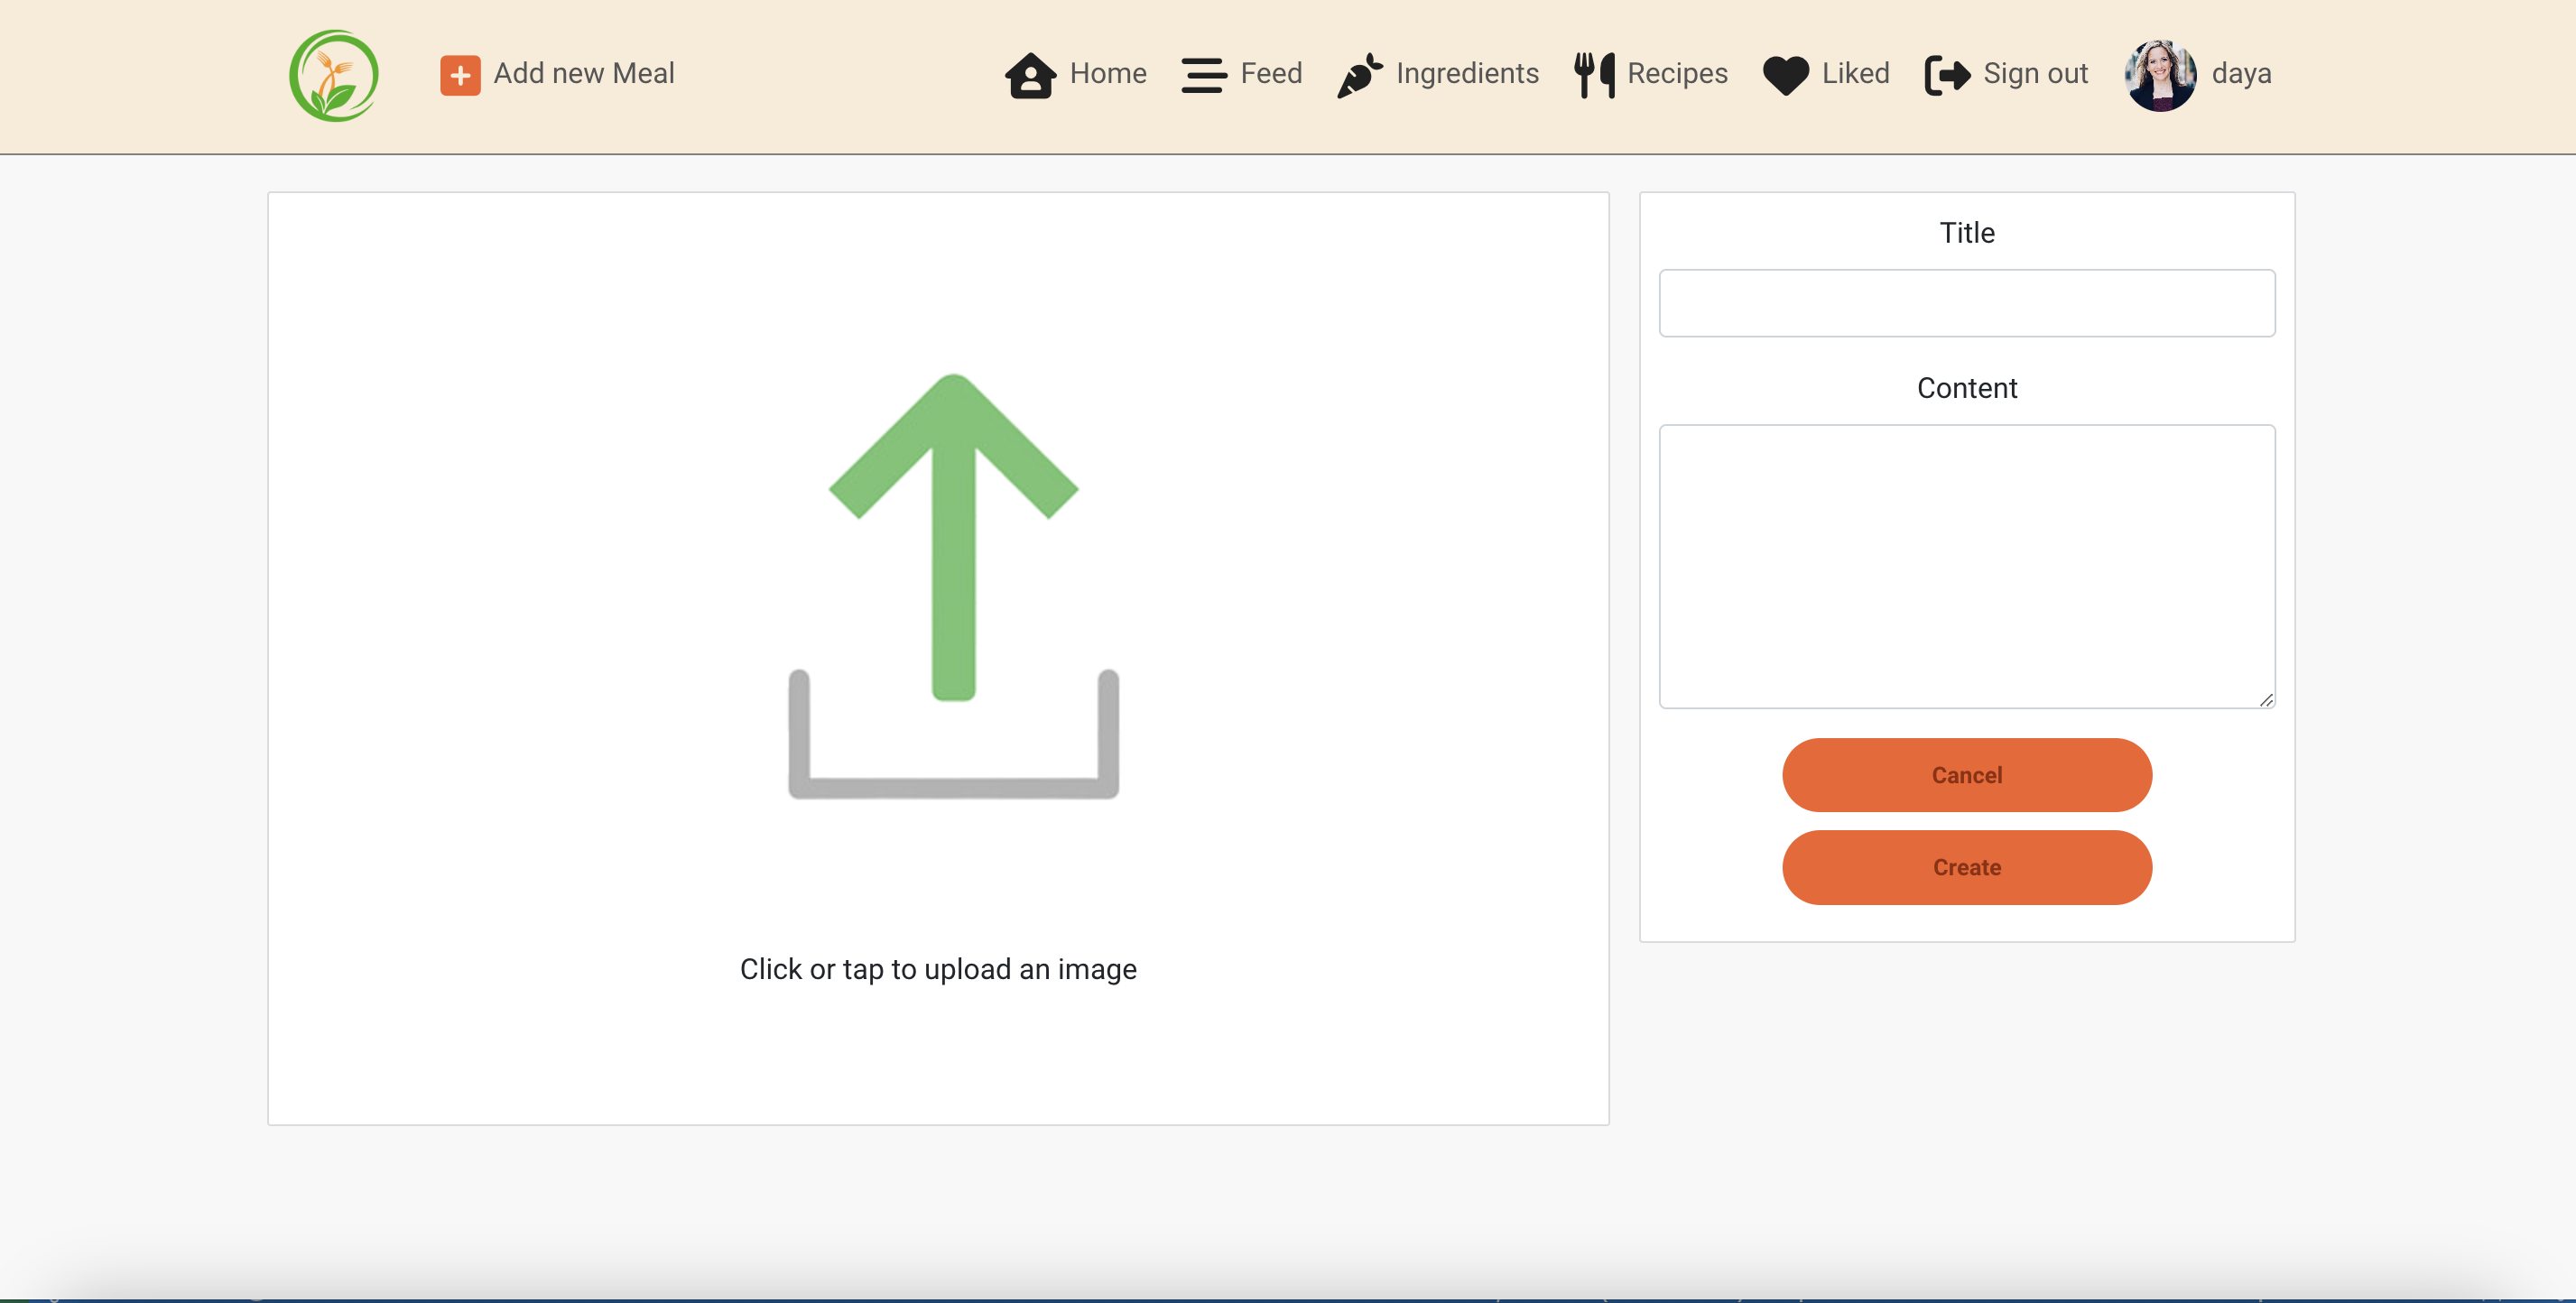 Add new Meal
Home
Feed
Ingredients
Recipes
Liked
Sign out
daya
Title
Content
Cancel
Create
Click or tap to upload an image